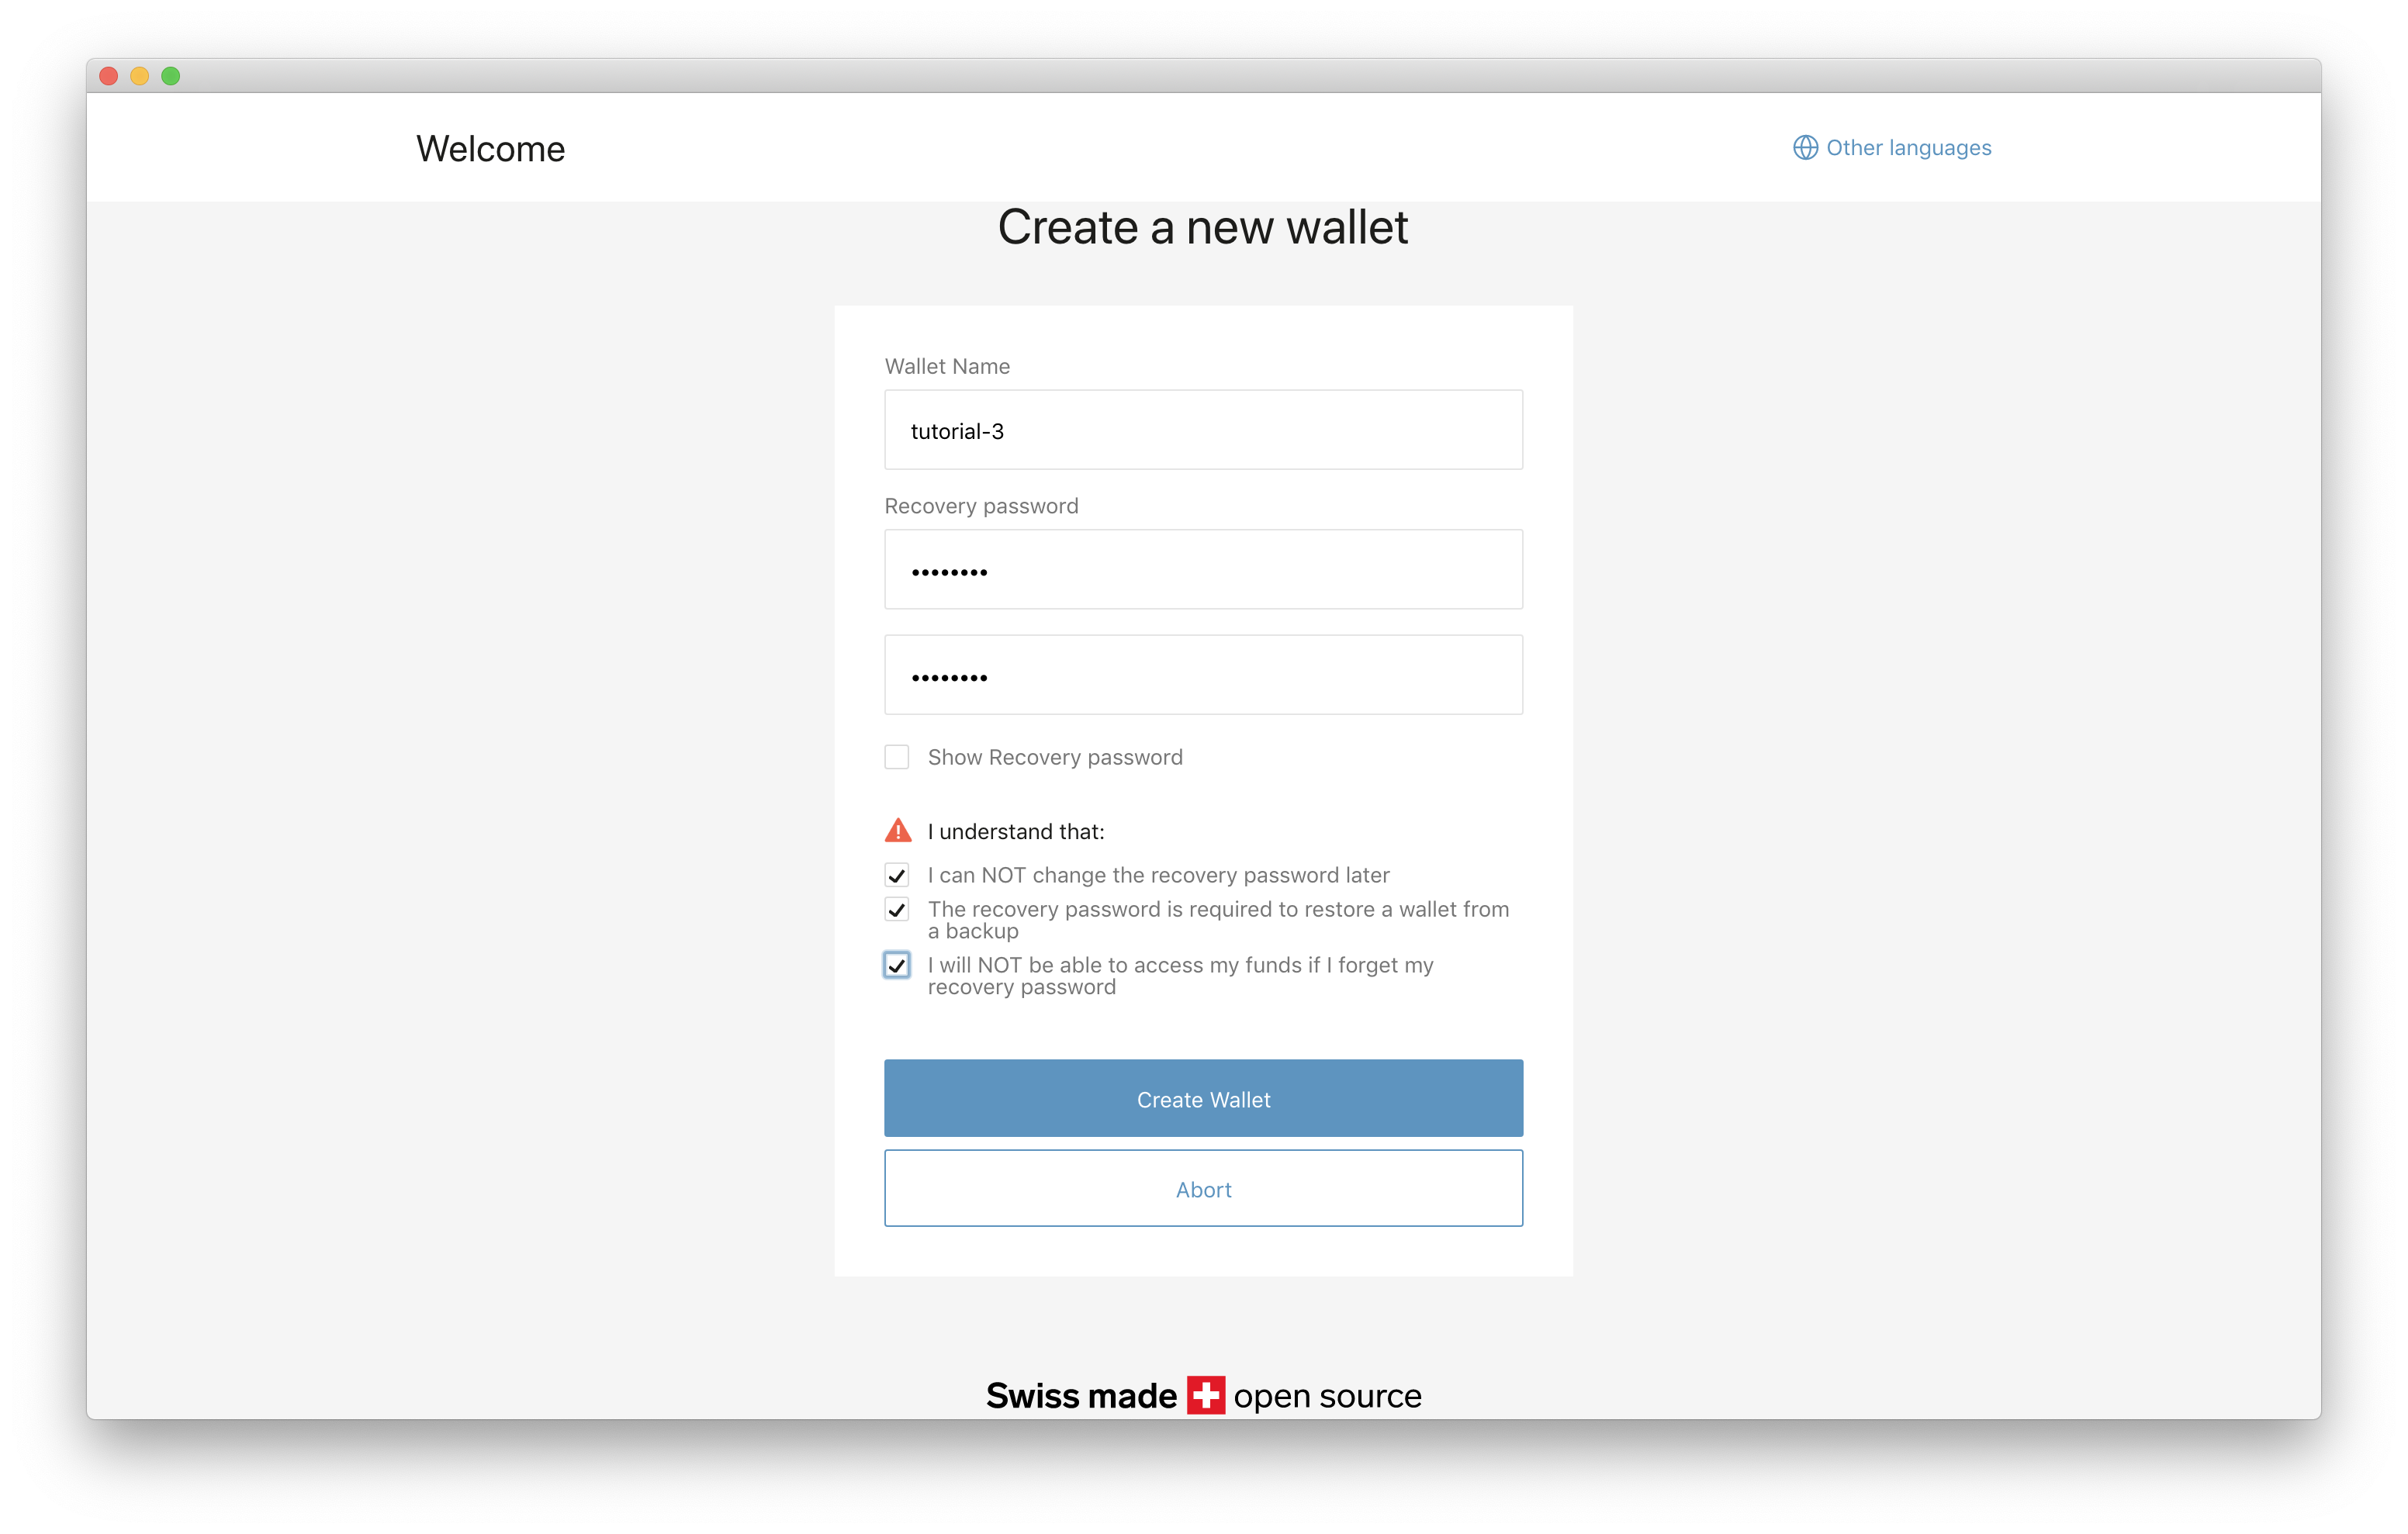 Welcome
Other languages
Create a new wallet
Wallet Name
tutorial-3
Recovery password
••••••••
••••••••
Show Recovery password
I understand that:
I can NOT change the recovery password later
The recovery password is required to restore a wallet from
a backup
I will NOT be able to access my funds if I forget my
recovery password
Create Wallet
Abort
Swiss made open source